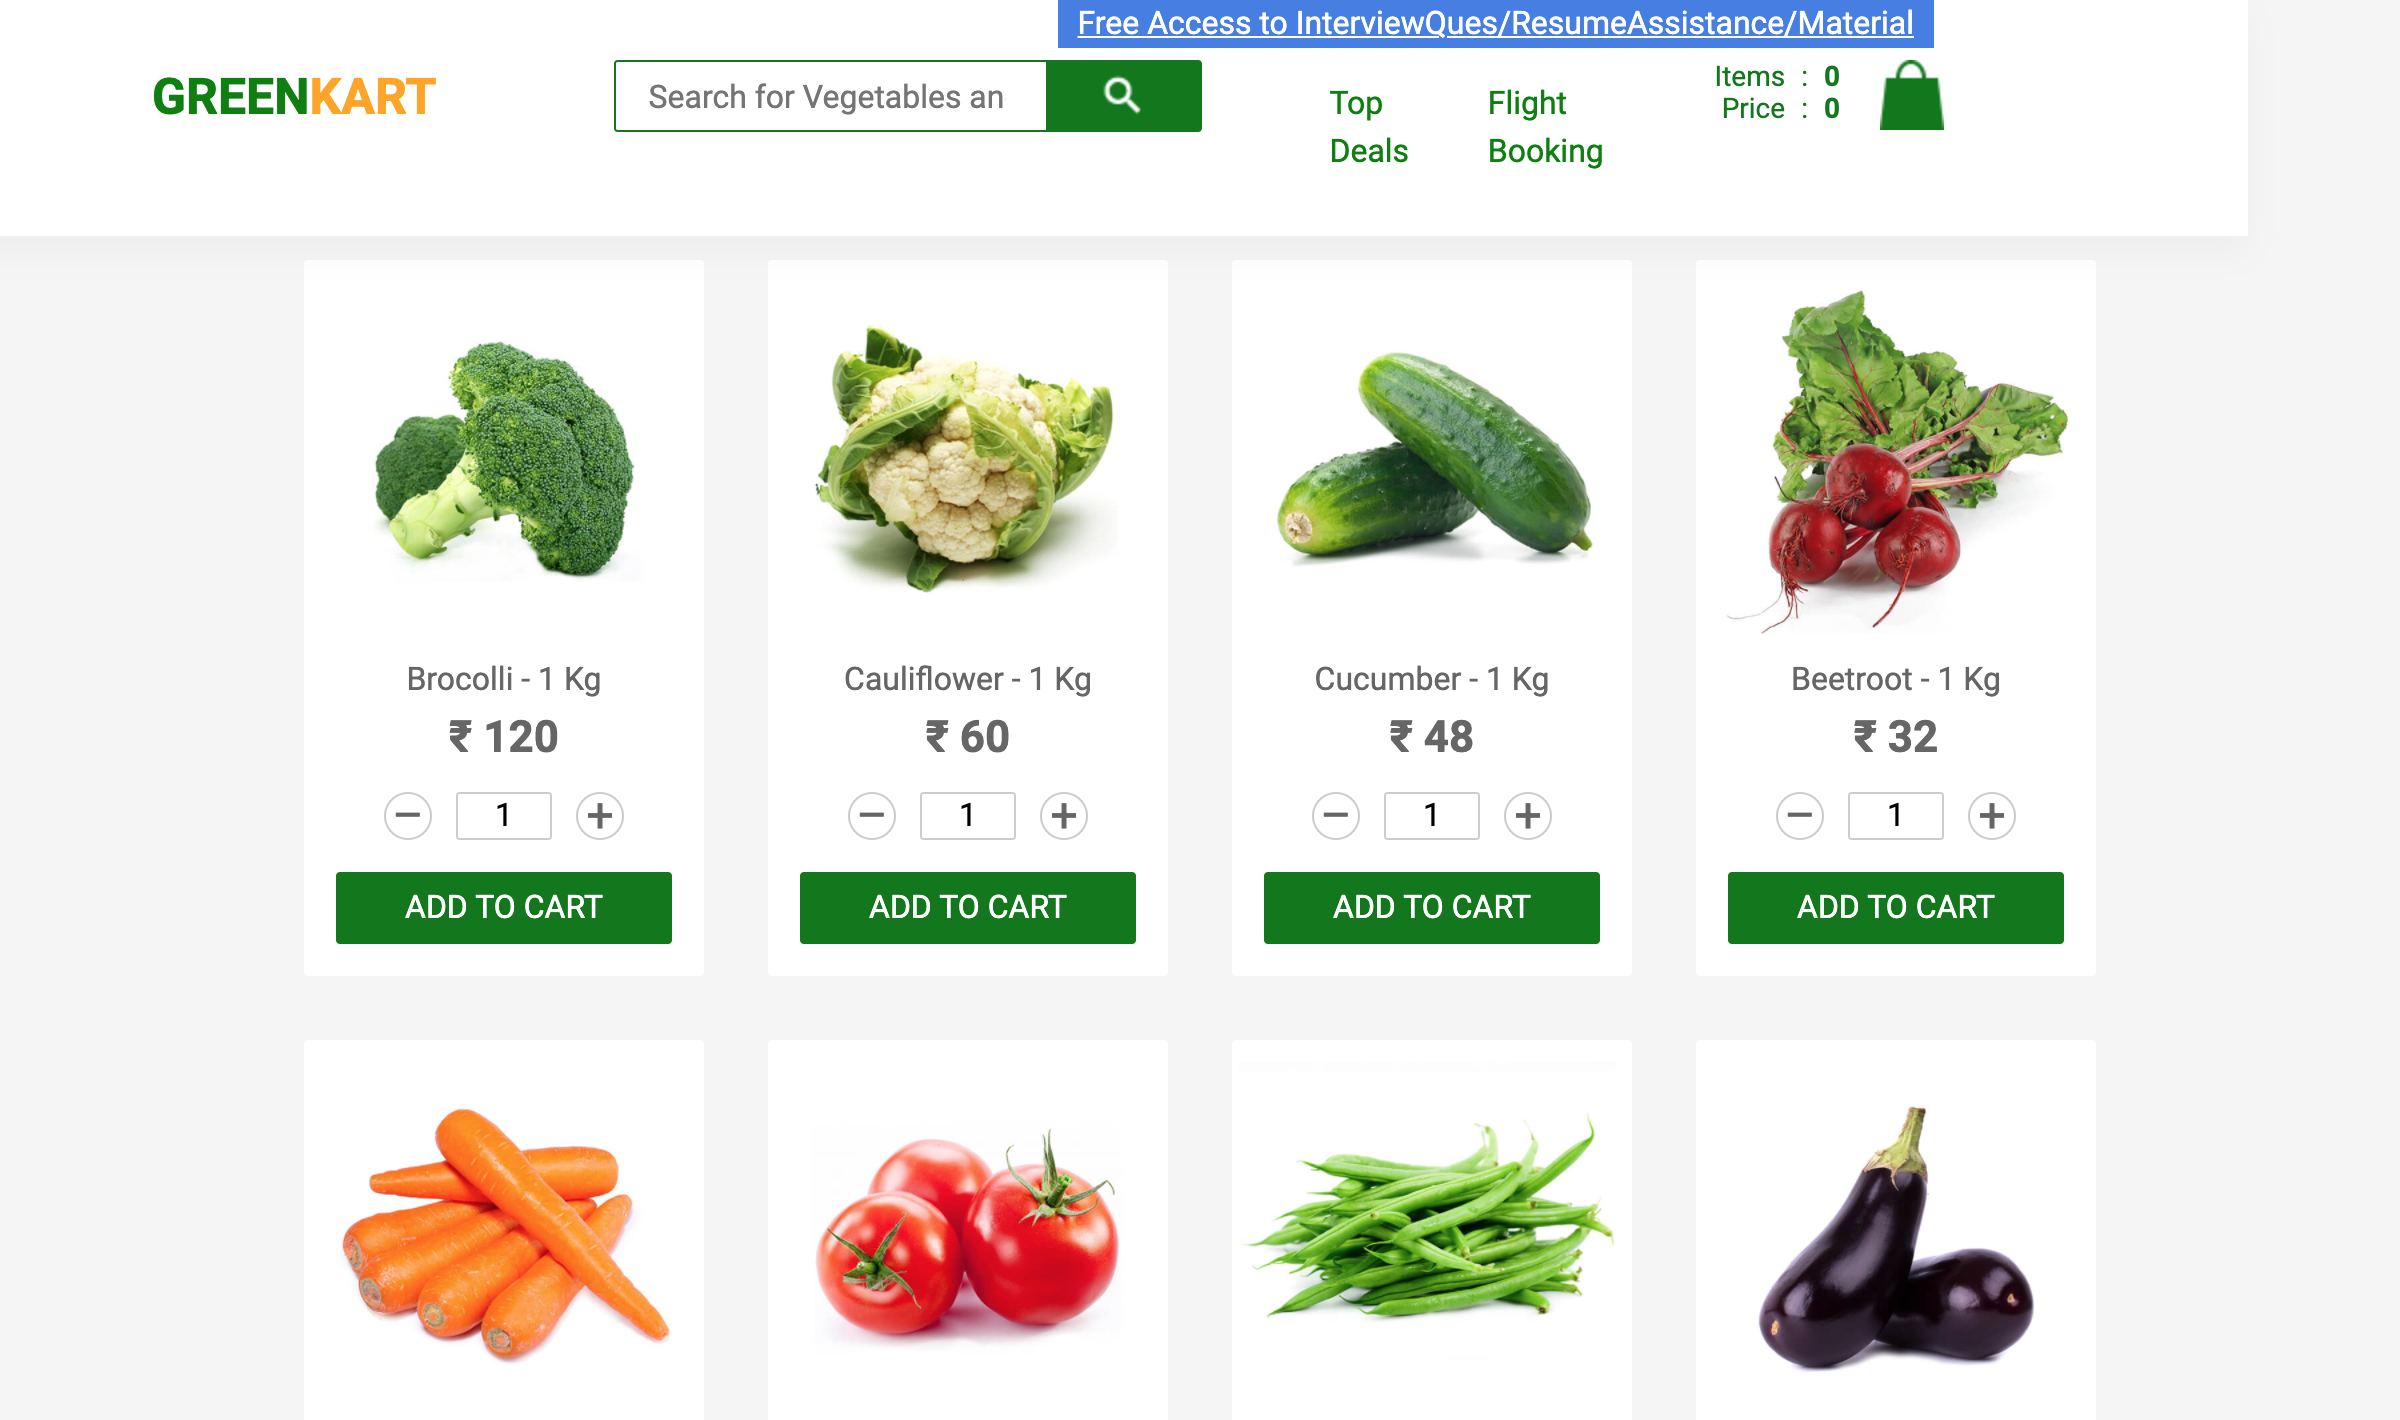 Free Access to InterviewQues/ResumeAssistance/Material
GREENKART
Search for Vegetables an
Top Deals
Flight Booking
Items : 0
Price : 0
Brocolli - 1 Kg
₹ 120
− 1 +
ADD TO CART
Cauliflower - 1 Kg
₹ 60
− 1 +
ADD TO CART
Cucumber - 1 Kg
₹ 48
− 1 +
ADD TO CART
Beetroot - 1 Kg
₹ 32
− 1 +
ADD TO CART